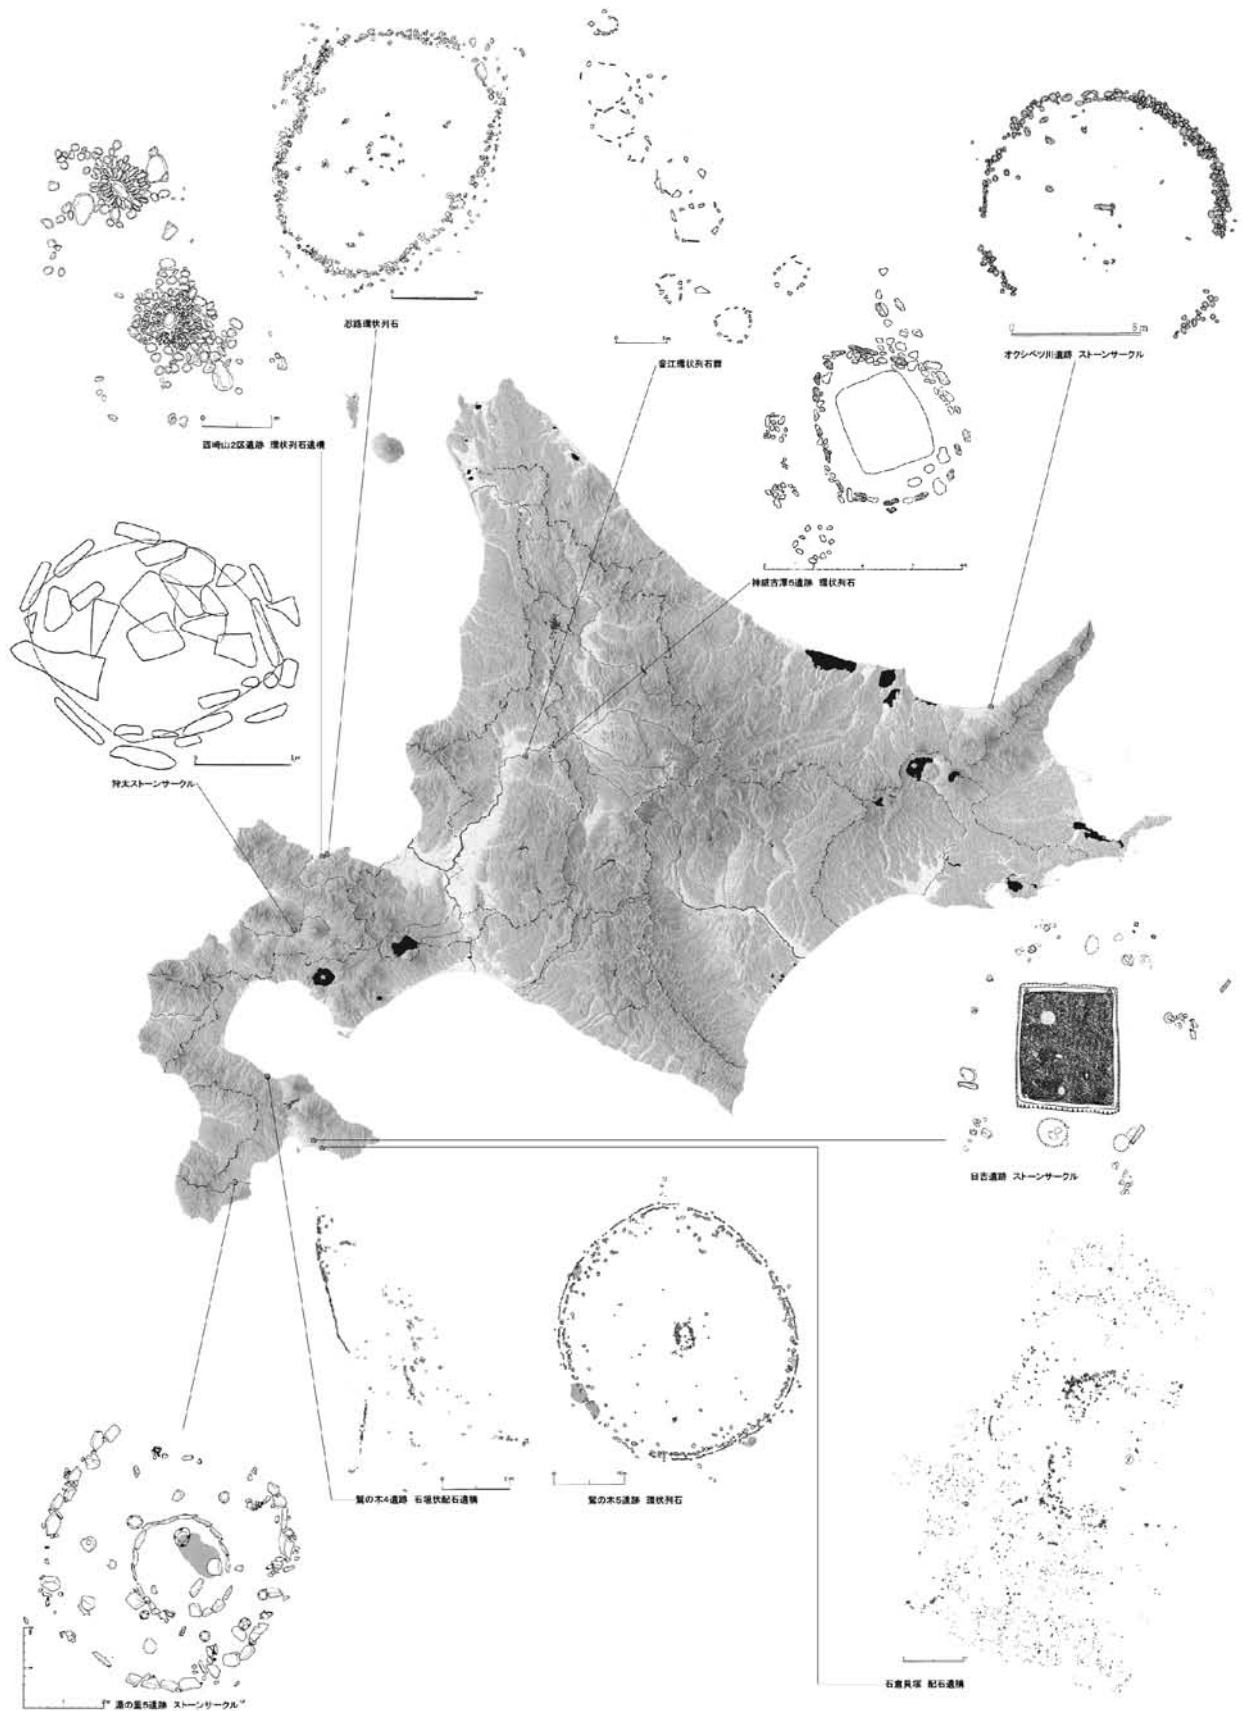 忍路環状列石
音江環状列石群
オクシベツ川遺跡 ストーンサークル
0 5m
西崎山2区遺跡 環状列石遺構
神威古潭5遺跡 環状列石
狩太ストーンサークル
日吉遺跡 ストーンサークル
鷲の木4遺跡 石垣状配石遺構
鷲の木5遺跡 環状列石
石倉貝塚 配石遺構
湯の里5遺跡 ストーンサークル